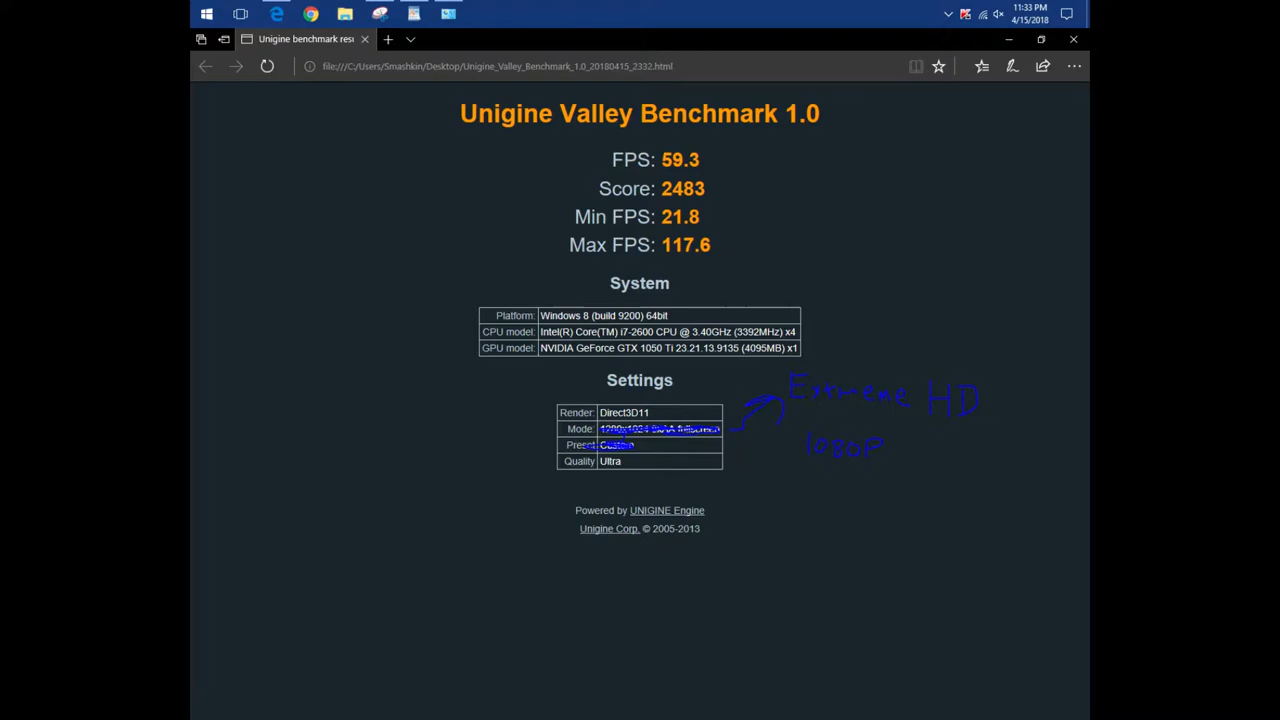 11:33 PM
4/15/2018
Unigine benchmark resu
file:///C:/Users/Smashkin/Desktop/Unigine_Valley_Benchmark_1.0_20180415_2332.html
Unigine Valley Benchmark 1.0
FPS: 59.3
Score: 2483
Min FPS: 21.8
Max FPS: 117.6
System
Platform: Windows 8 (build 9200) 64bit
CPU model: Intel(R) Core(TM) i7-2600 CPU @ 3.40GHz (3392MHz) x4
GPU model: NVIDIA GeForce GTX 1050 Ti 23.21.13.9135 (4095MB) x1
Settings
Render: Direct3D11
Mode: 1280x1024 8xAA fullscreen
Extreme HD
Preset Custom
1080P
Quality Ultra
Powered by UNIGINE Engine
Unigine Corp. © 2005-2013